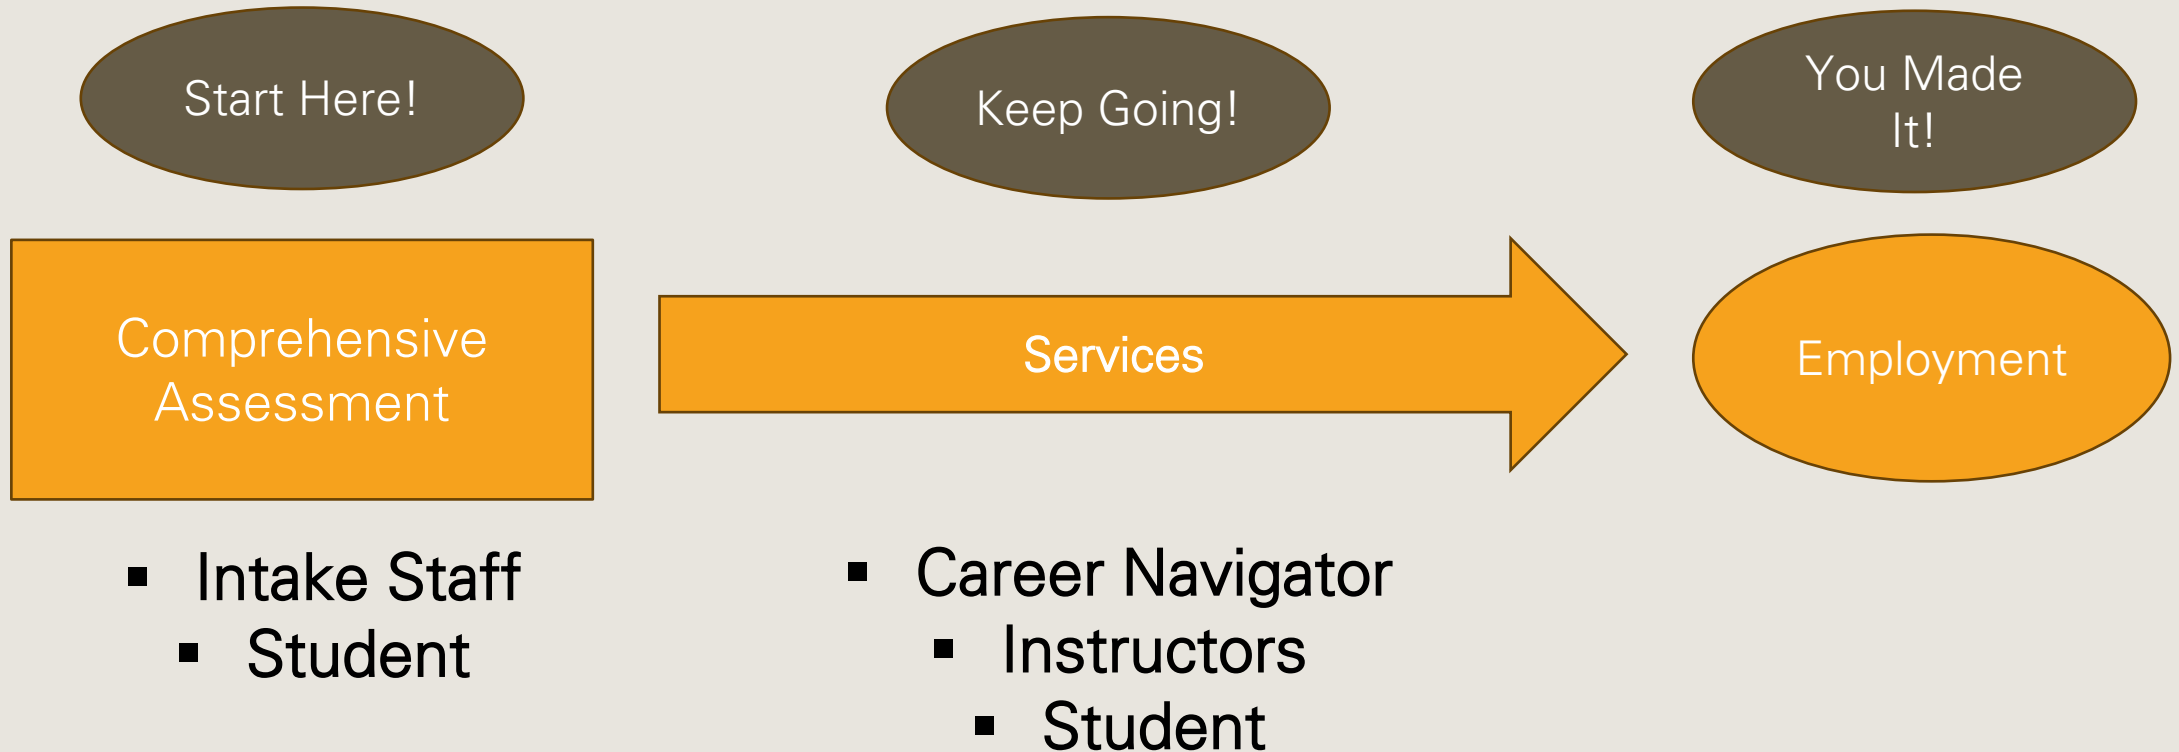 Start Here!
Keep Going!
You Made
It!
Comprehensive
Assessment
Services
Employment
▪ Intake Staff
▪ Student
▪ Career Navigator
▪ Instructors
▪ Student